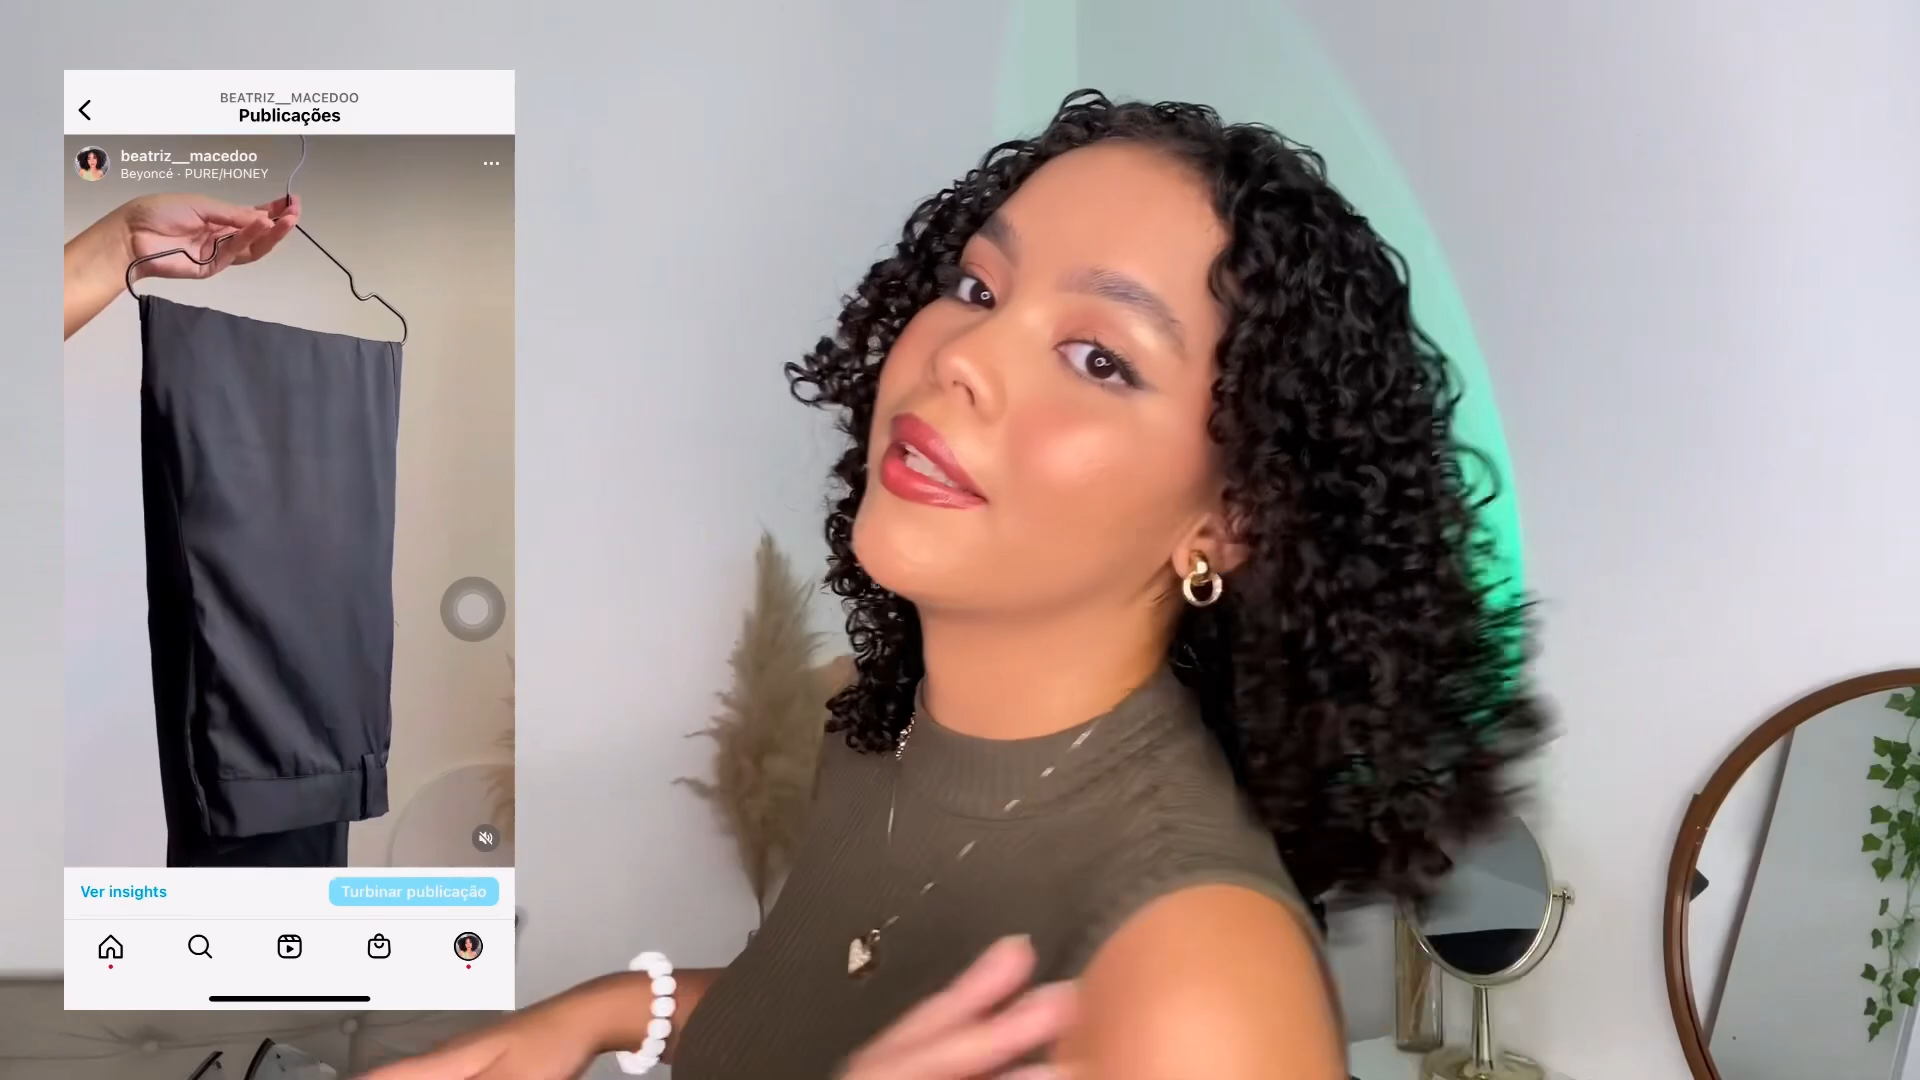 BEATRIZ__MACEDOO
Publicações
beatriz__macedoo
Beyoncé · PURE/HONEY
Ver insights
Turbinar publicação